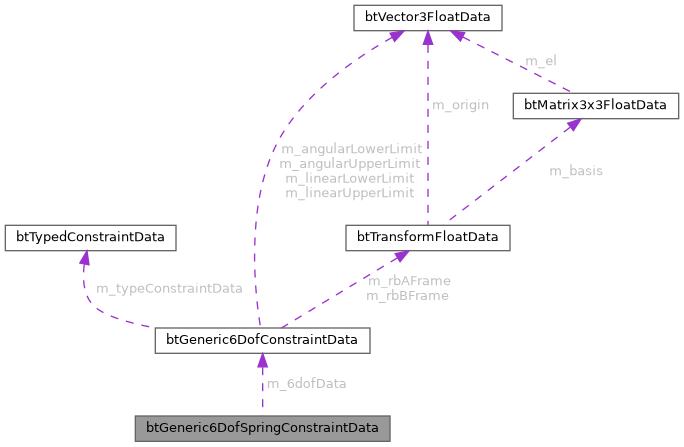 btVector3FloatData
m_el
btMatrix3x3FloatData
m_origin
m_angularLowerLimit
m_angularUpperLimit
m_linearLowerLimit
m_linearUpperLimit
m_basis
btTypedConstraintData
btTransformFloatData
m_typeConstraintData
m_rbAFrame
m_rbBFrame
btGeneric6DofConstraintData
m_6dofData
btGeneric6DofSpringConstraintData